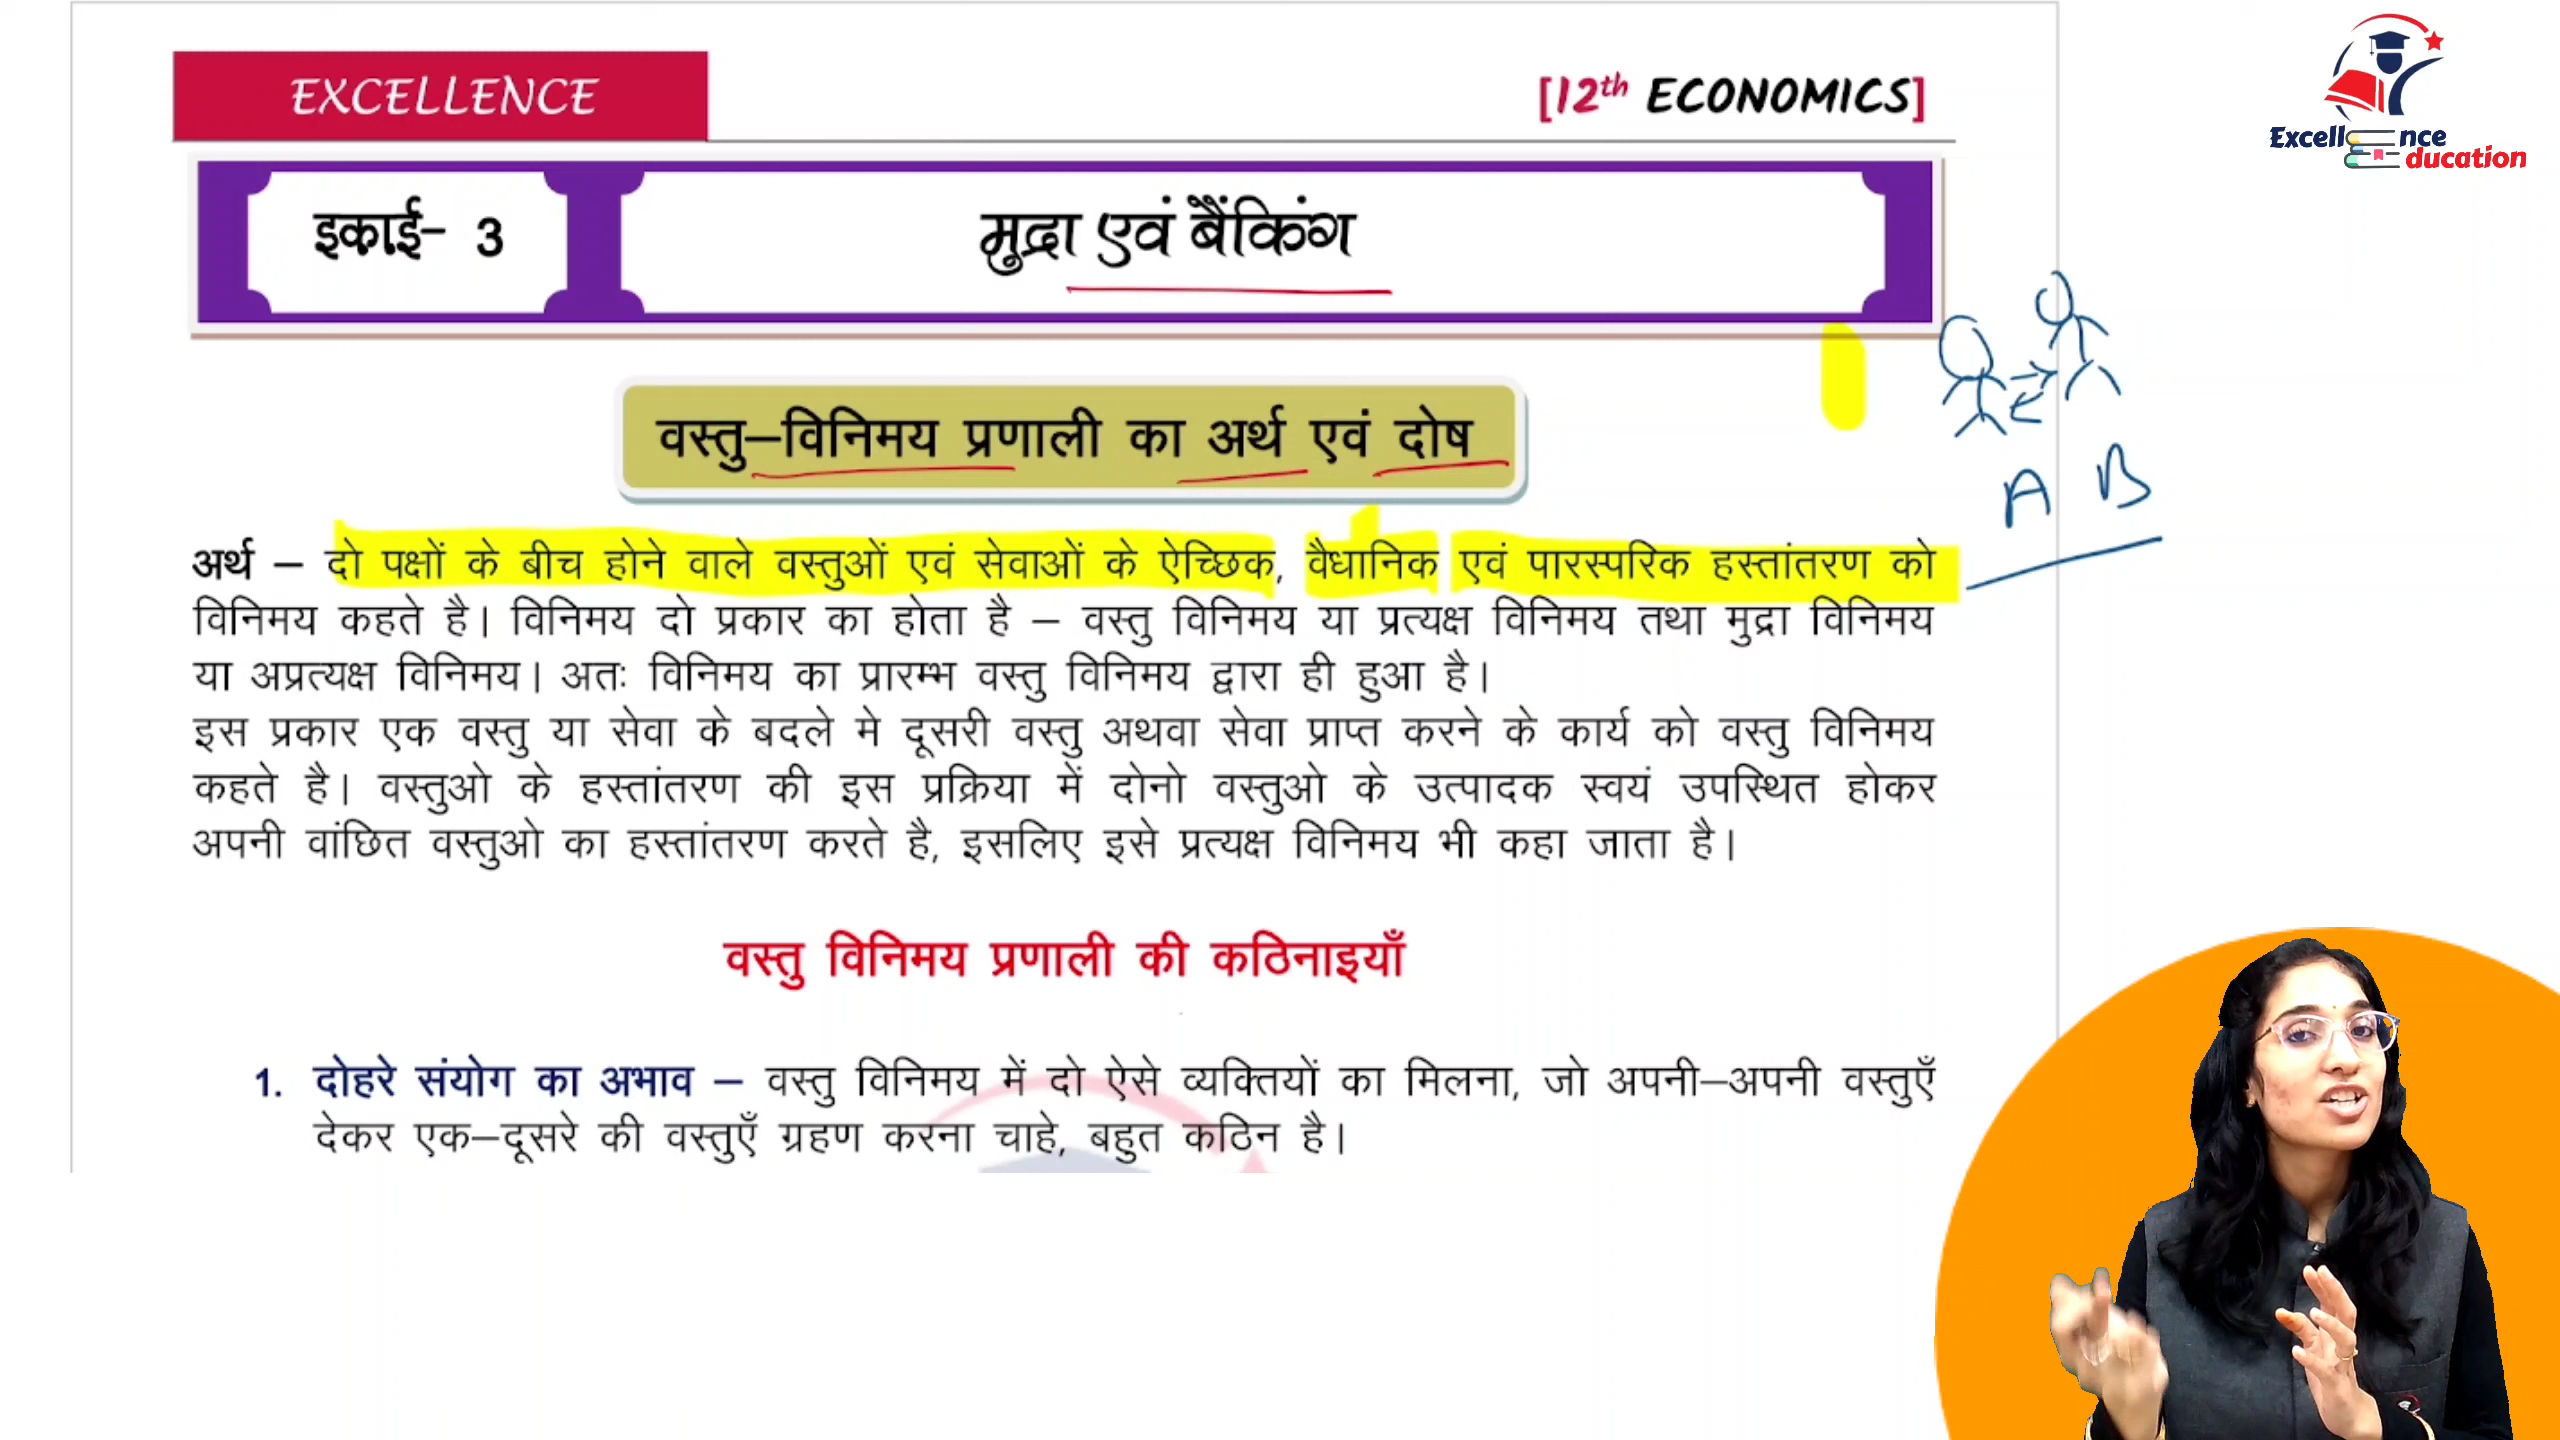 EXCELLENCE
[12th ECONOMICS]
Excellence
Education
इकाई- 3
मुद्रा एवं बैंकिंग
वस्तु–विनिमय प्रणाली का अर्थ एवं दोष
A B
अर्थ – दो पक्षों के बीच होने वाले वस्तुओं एवं सेवाओं के ऐच्छिक, वैधानिक एवं पारस्परिक हस्तांतरण को
विनिमय कहते है। विनिमय दो प्रकार का होता है – वस्तु विनिमय या प्रत्यक्ष विनिमय तथा मुद्रा विनिमय
या अप्रत्यक्ष विनिमय। अतः विनिमय का प्रारम्भ वस्तु विनिमय द्वारा ही हुआ है।
इस प्रकार एक वस्तु या सेवा के बदले मे दूसरी वस्तु अथवा सेवा प्राप्त करने के कार्य को वस्तु विनिमय
कहते है। वस्तुओ के हस्तांतरण की इस प्रक्रिया में दोनो वस्तुओ के उत्पादक स्वयं उपस्थित होकर
अपनी वांछित वस्तुओ का हस्तांतरण करते है, इसलिए इसे प्रत्यक्ष विनिमय भी कहा जाता है।
वस्तु विनिमय प्रणाली की कठिनाइयाँ
1. दोहरे संयोग का अभाव – वस्तु विनिमय में दो ऐसे व्यक्तियों का मिलना, जो अपनी–अपनी वस्तुएँ
देकर एक–दूसरे की वस्तुएँ ग्रहण करना चाहे, बहुत कठिन है।